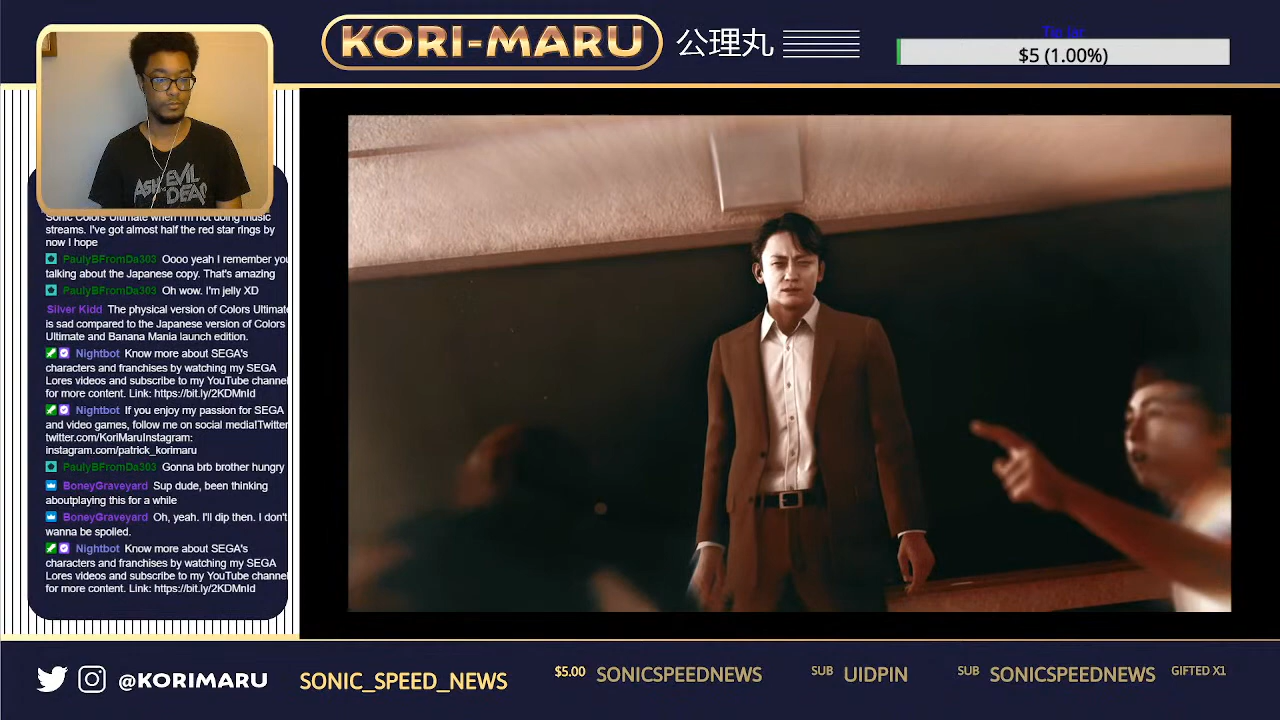 KORI-MARU
公理丸
Tip Jar
$5 (1.00%)
ASH EVIL
DEAD
Sonic Colors Ultimate when I'm not doing music
streams. I've got almost half the red star rings by
now I hope
PaulyBFromDa303 Oooo yeah I remember you
talking about the Japanese copy. That's amazing
PaulyBFromDa303 Oh wow. I'm jelly XD
Silver Kidd The physical version of Colors Ultimate
is sad compared to the Japanese version of Colors
Ultimate and Banana Mania launch edition.
Nightbot Know more about SEGA's
characters and franchises by watching my SEGA
Lores videos and subscribe to my YouTube channel
for more content. Link: https://bit.ly/2KDMnId
Nightbot If you enjoy my passion for SEGA
and video games, follow me on social media!Twitter:
twitter.com/KoriMaruInstagram:
instagram.com/patrick_korimaru
PaulyBFromDa303 Gonna brb brother hungry
BoneyGraveyard Sup dude, been thinking
aboutplaying this for a while
BoneyGraveyard Oh, yeah. I'll dip then. I don't
wanna be spoiled.
Nightbot Know more about SEGA's
characters and franchises by watching my SEGA
Lores videos and subscribe to my YouTube channel
for more content. Link: https://bit.ly/2KDMnId
@KORIMARU
SONIC_SPEED_NEWS
$5.00 SONICSPEEDNEWS
SUB UIDPIN
SUB SONICSPEEDNEWS GIFTED X1